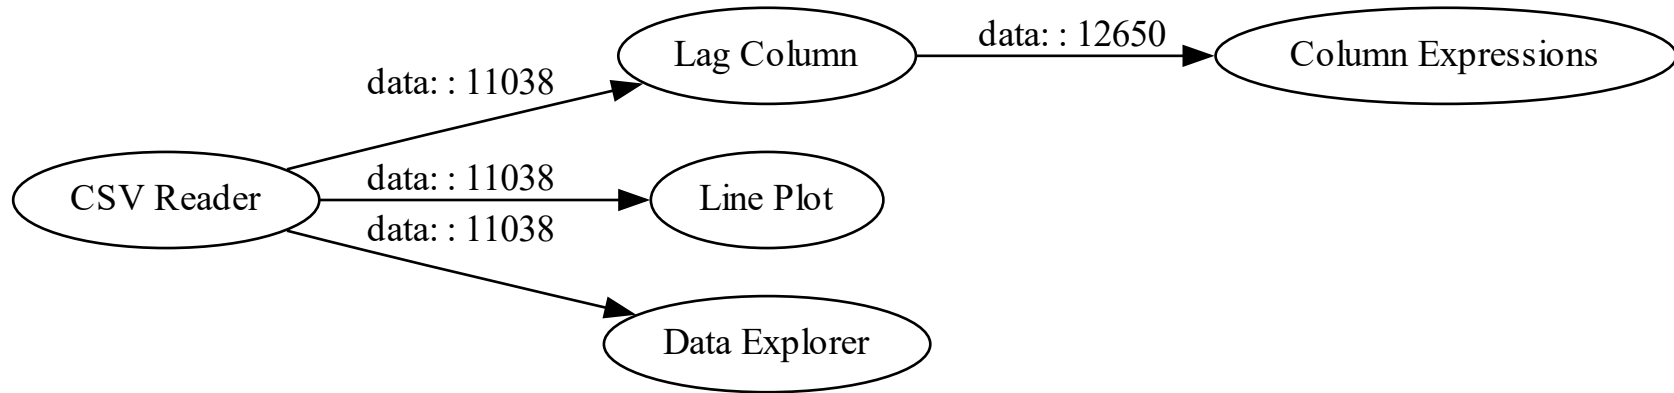 CSV Reader
data: : 11038
Lag Column
data: : 12650
Column Expressions
data: : 11038
Line Plot
data: : 11038
Data Explorer